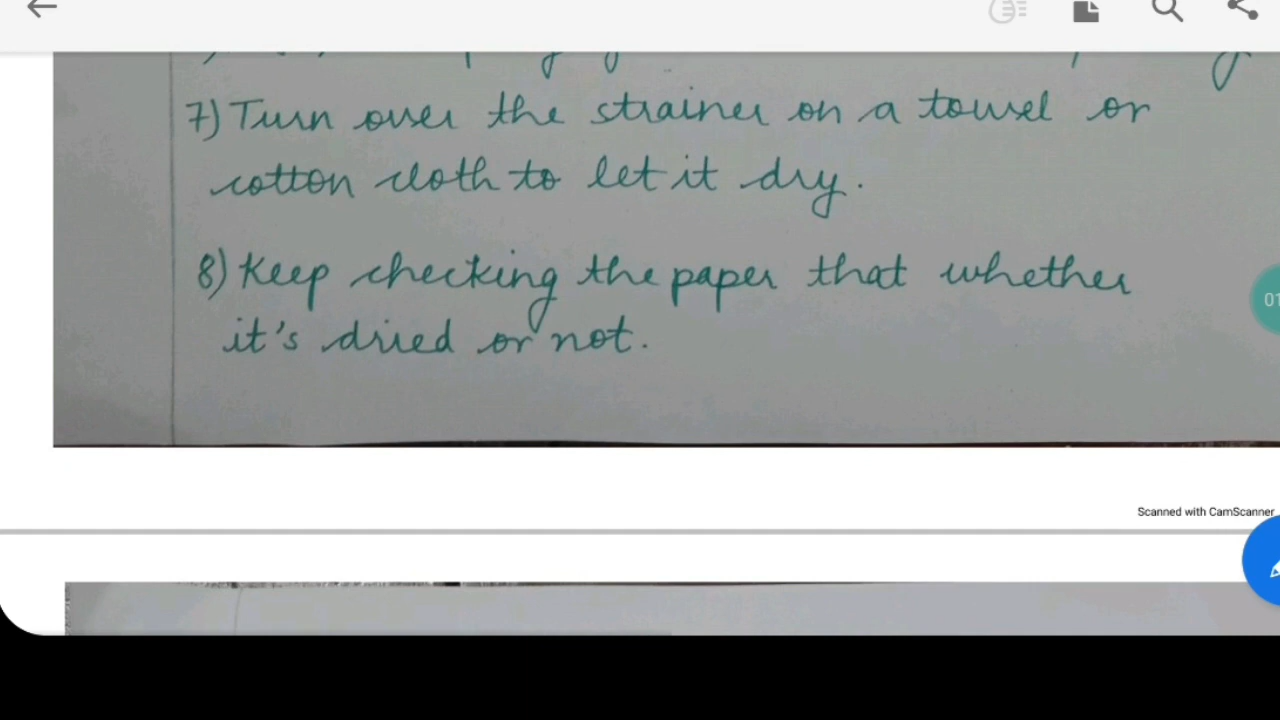 7) Turn over the strainer on a towel or
cotton cloth to let it dry.
8) Keep checking the paper that whether
it's dried or not.
01
Scanned with CamScanner